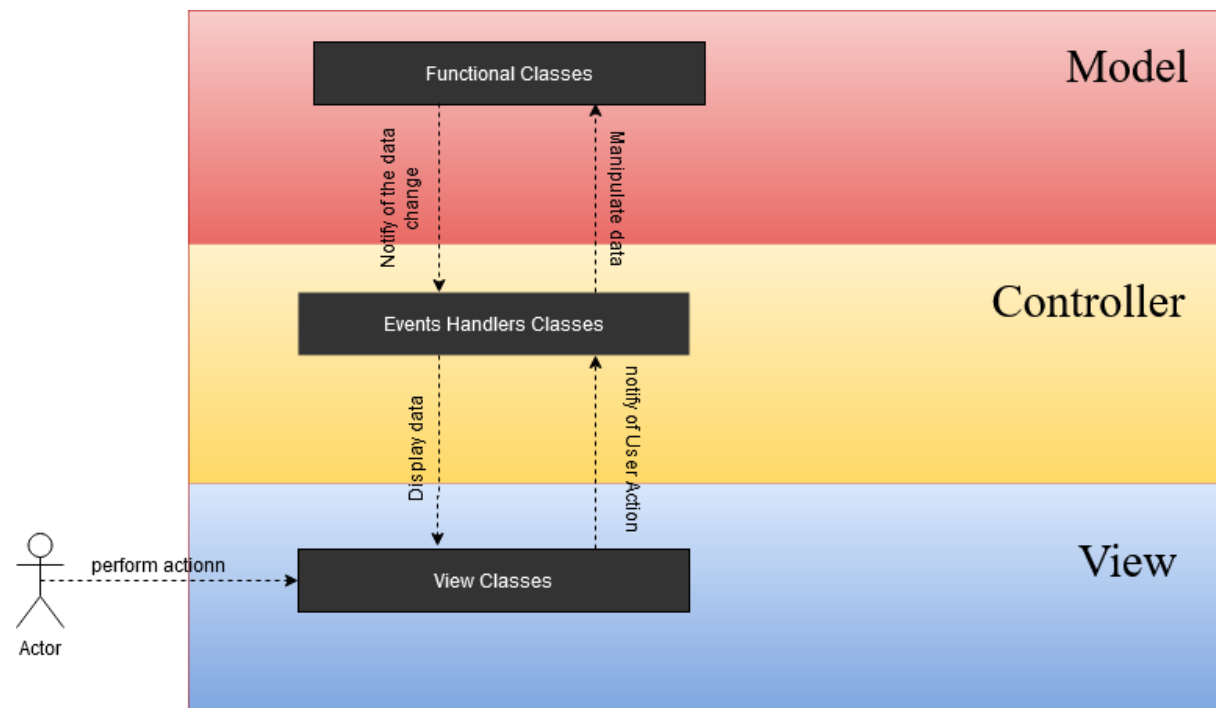 Model
Functional Classes
Notify of the data
change
Manipulate data
Controller
Events Handlers Classes
Display data
notify of User Action
View
perform actionn
View Classes
Actor